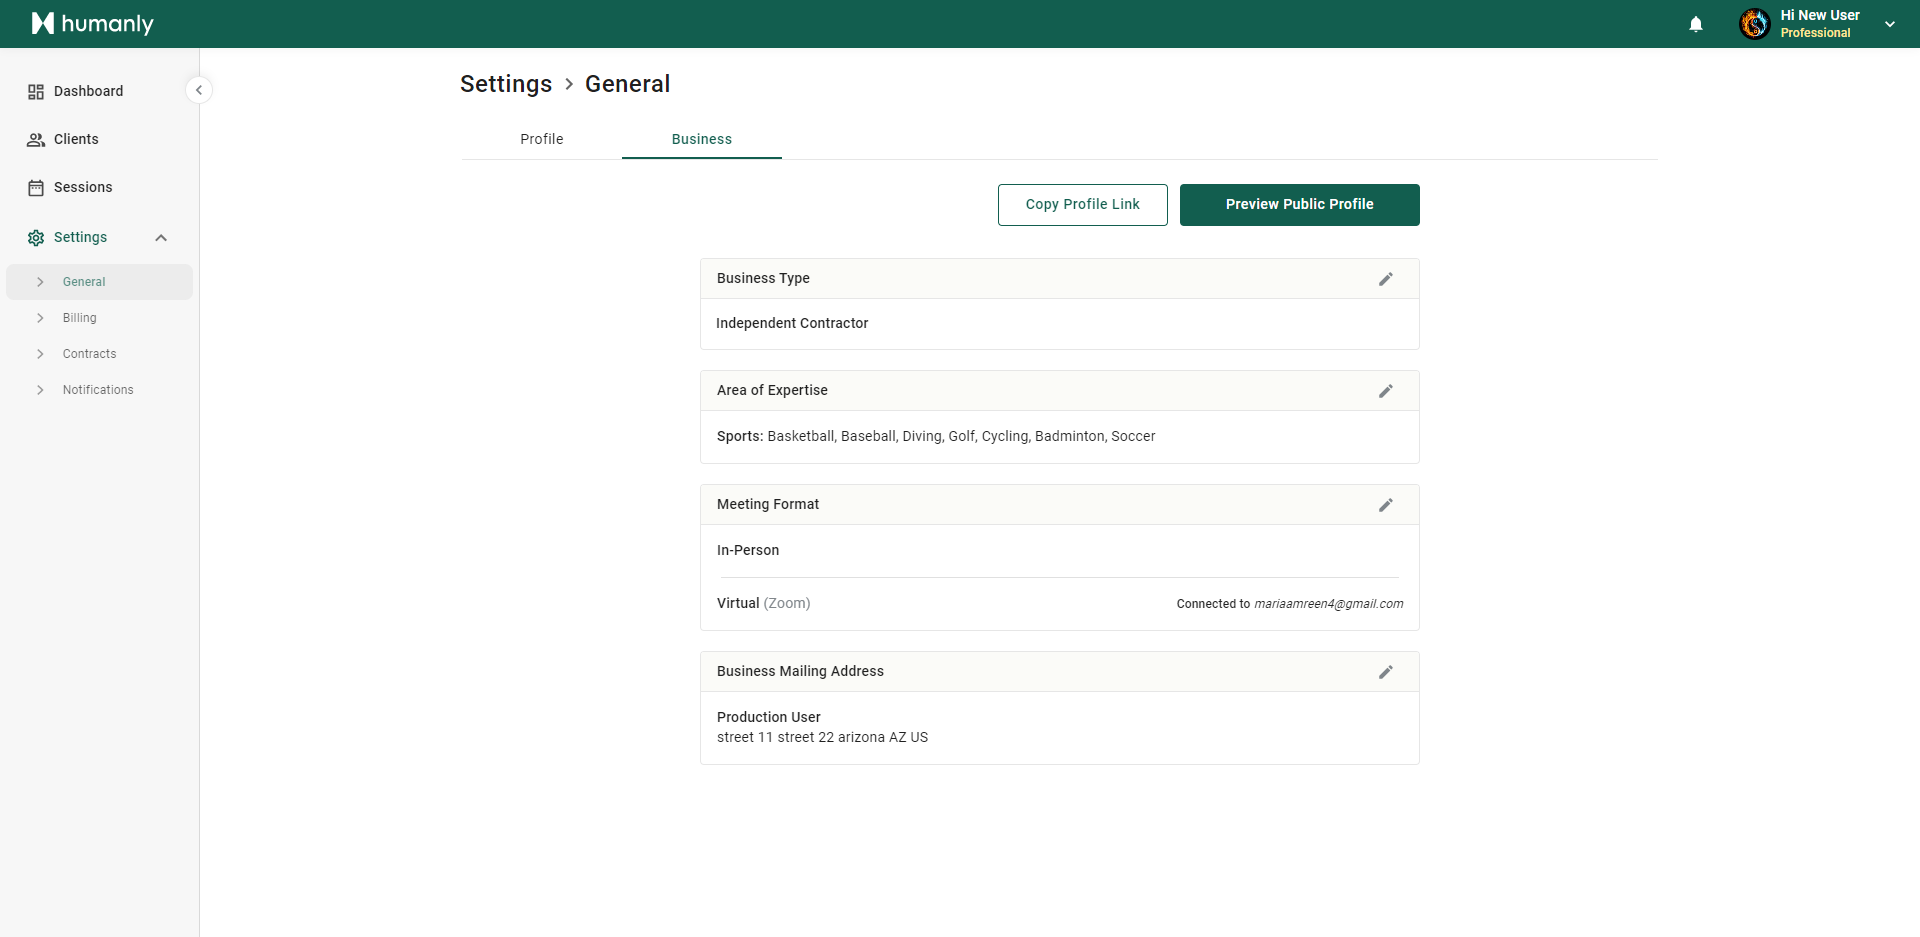 humanly
Hi New User
Professional
Dashboard
Clients
Sessions
Settings
General
Billing
Contracts
Notifications
Settings > General
Profile
Business
Copy Profile Link
Preview Public Profile
Business Type
Independent Contractor
Area of Expertise
Sports: Basketball, Baseball, Diving, Golf, Cycling, Badminton, Soccer
Meeting Format
In-Person
Virtual (Zoom)
Connected to mariaamreen4@gmail.com
Business Mailing Address
Production User
street 11 street 22 arizona AZ US